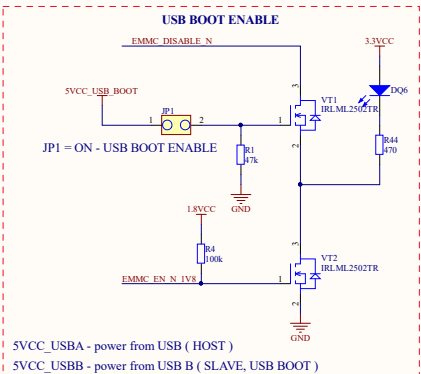 USB BOOT ENABLE
EMMC_DISABLE_N
3.3VCC
5VCC_USB_BOOT
3
DQ6
JP1
VT1
IRLML2502TR
1
2
1
JP1 = ON - USB BOOT ENABLE
R1
47k
2
R44
470
GND
1.8VCC
R4
100k
3
VT2
IRLML2502TR
EMMC_EN_N_1V8
1
2
GND
5VCC_USBA - power from USB ( HOST )
5VCC_USBB - power from USB B ( SLAVE, USB BOOT )